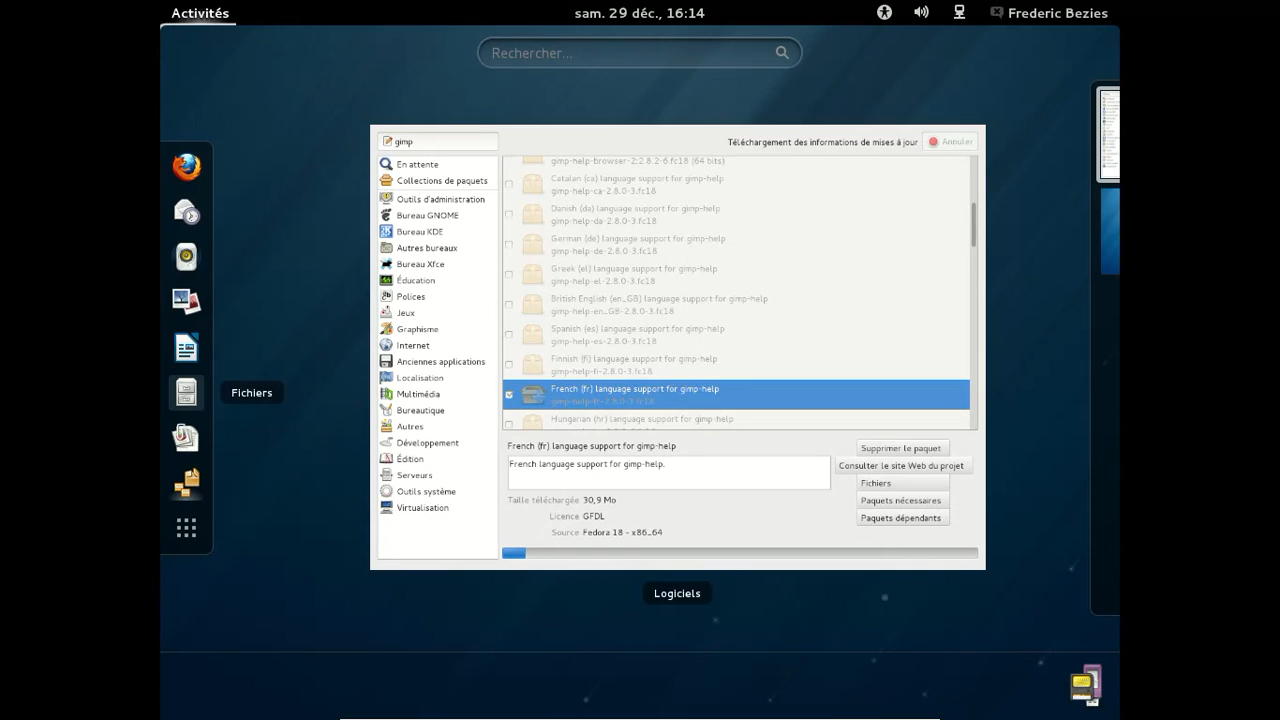 Activités
sam. 29 déc., 16:14
Frederic Bezies
Rechercher...
gimp
Téléchargement des informations de mises à jour
Annuler
En attente
Collections de paquets
Outils d'administration
Bureau GNOME
Bureau KDE
Autres bureaux
Bureau Xfce
Éducation
Polices
Jeux
Graphisme
Internet
Anciennes applications
Localisation
Multimédia
Bureautique
Autres
Développement
Édition
Serveurs
Outils système
Virtualisation
gimp-help-browser-2:2.8.2-6.fc18 (64 bits)
Catalan (ca) language support for gimp-help
gimp-help-ca-2.8.0-3.fc18
Danish (da) language support for gimp-help
gimp-help-da-2.8.0-3.fc18
German (de) language support for gimp-help
gimp-help-de-2.8.0-3.fc18
Greek (el) language support for gimp-help
gimp-help-el-2.8.0-3.fc18
British English (en_GB) language support for gimp-help
gimp-help-en_GB-2.8.0-3.fc18
Spanish (es) language support for gimp-help
gimp-help-es-2.8.0-3.fc18
Finnish (fi) language support for gimp-help
gimp-help-fi-2.8.0-3.fc18
French (fr) language support for gimp-help
gimp-help-fr-2.8.0-3.fc18
Hungarian (hr) language support for gimp-help
French (fr) language support for gimp-help
French language support for gimp-help.
Taille téléchargée 30,9 Mo
Licence GFDL
Source Fedora 18 - x86_64
Supprimer le paquet
Consulter le site Web du projet
Fichiers
Paquets nécessaires
Paquets dépendants
Fichiers
Logiciels